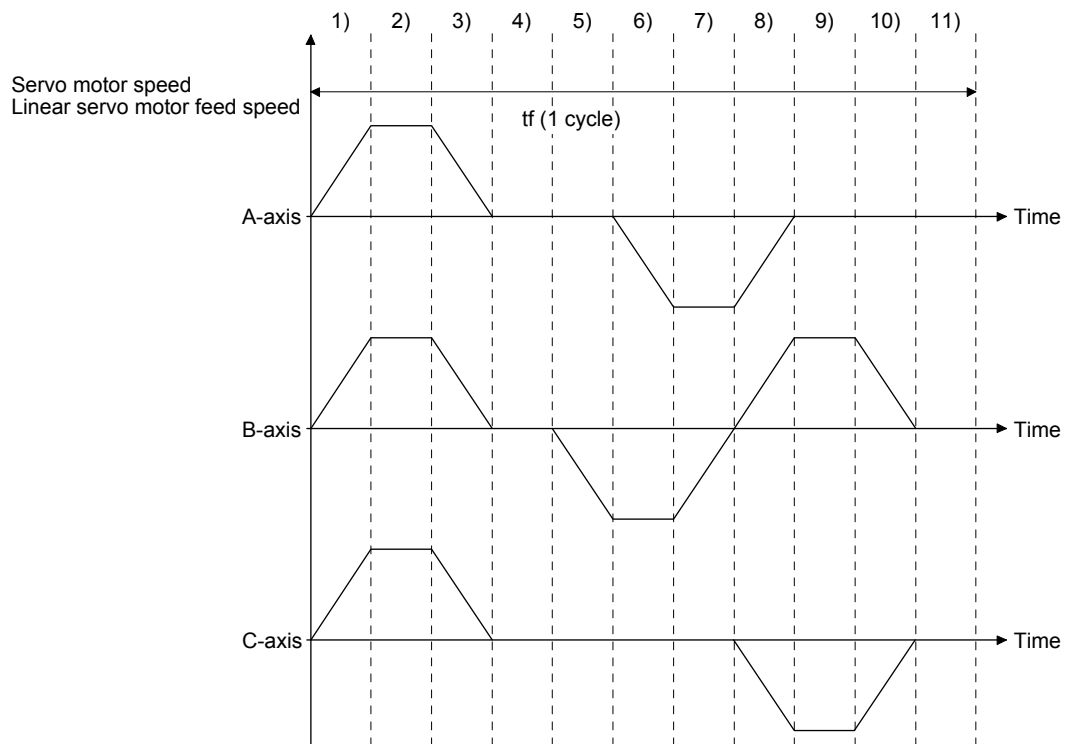 1) 2) 3) 4) 5) 6) 7) 8) 9) 10) 11)
Servo motor speed
Linear servo motor feed speed
tf (1 cycle)
A-axis Time
B-axis Time
C-axis Time